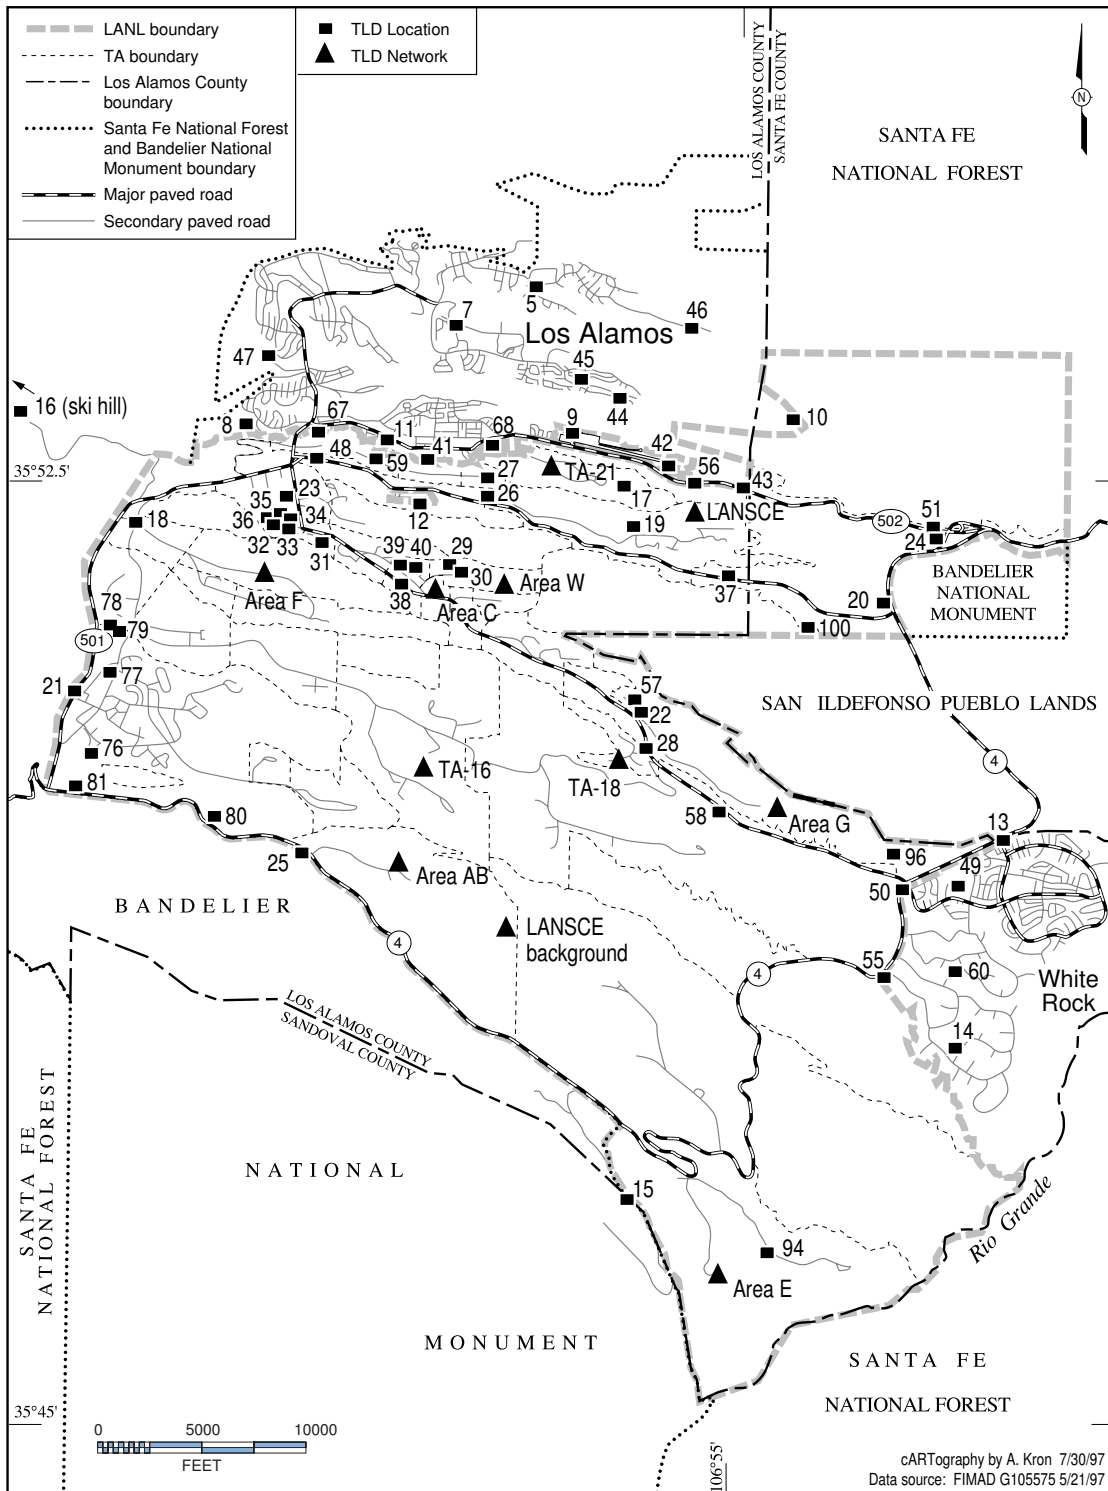 LANL boundary
TA boundary
Los Alamos County
boundary
Santa Fe National Forest
and Bandelier National
Monument boundary
Major paved road
Secondary paved road
TLD Location
TLD Network
LOS ALAMOS COUNTY
SANTA FE COUNTY
N
SANTA FE
NATIONAL FOREST
5
7
46
Los Alamos
47
45
44
16 (ski hill)
10
8
67
11
68
9
42
48
59
41
27
TA-21
56
43
35°52.5'
17
26
23
35
12
LANSCE
18
36
34
19
502
51
24
32
33
31
39
40
29
30
Area W
37
BANDELIER
NATIONAL
MONUMENT
Area F
38
Area C
20
100
78
79
501
77
21
57
22
SAN ILDEFONSO PUEBLO LANDS
28
76
TA-16
4
81
TA-18
80
58
Area G
13
25
96
49
Area AB
50
BANDELIER
LANSCE
background
4
4
55
60
White
Rock
LOS ALAMOS COUNTY
SANDOVAL COUNTY
14
SANTA FE
NATIONAL FOREST
NATIONAL
15
Rio Grande
94
Area E
MONUMENT
SANTA FE
NATIONAL FOREST
35°45'
0 5000 10000
FEET
106°55'
cARTography by A. Kron 7/30/97
Data source: FIMAD G105575 5/21/97